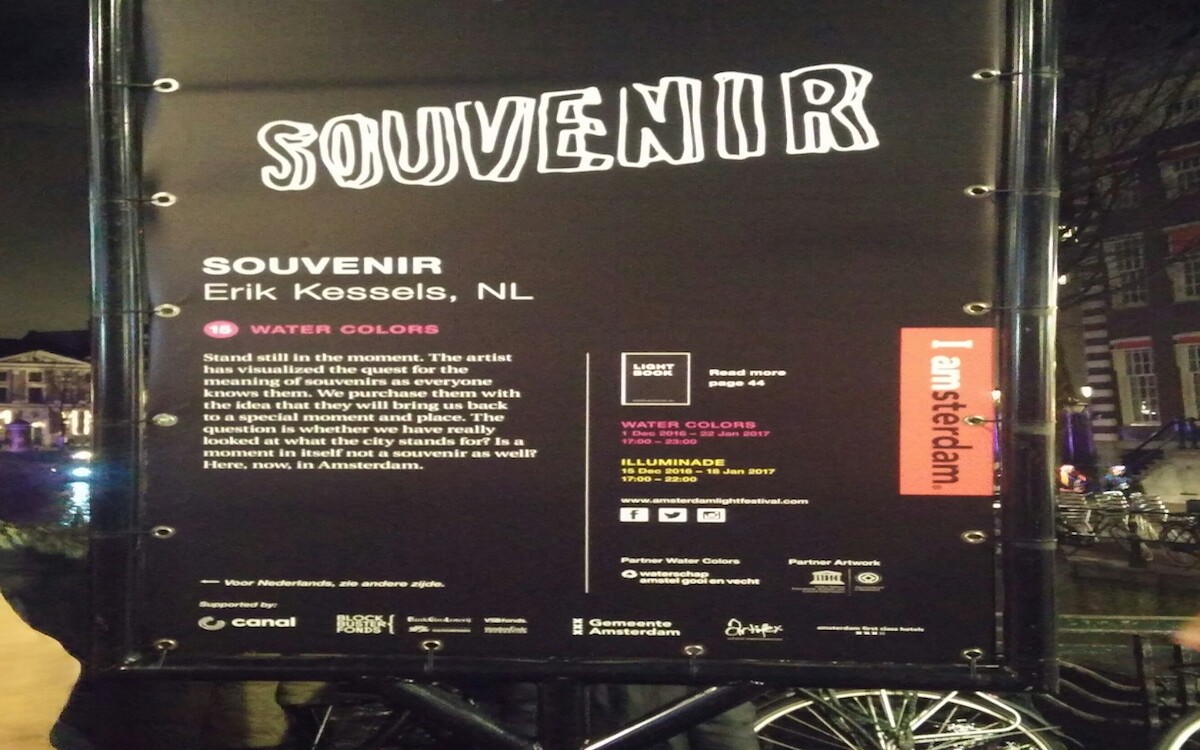 SOUVENIR
SOUVENIR
Erik Kessels, NL
15 WATER COLORS
Stand still in the moment. The artist
has visualized the quest for the
meaning of souvenirs as everyone
knows them. We purchase them with
the idea that they will bring us back
to a special moment and place. The
question is whether we have really
looked at what the city stands for? Is a
moment in itself not a souvenir as well?
Here, now, in Amsterdam.
— Voor Nederlands, zie andere zijde.
LIGHT
BOOK
Read more
page 44
WATER COLORS
1 Dec 2016 – 22 Jan 2017
17:00 – 23:00
ILLUMINADE
15 Dec 2016 – 18 Jan 2017
17:00 – 22:00
www.amsterdamlightfestival.com
I amsterdam.
Partner Water Colors
waterschap
amstel gooi en vecht
Partner Artwork
Supported by:
canal
BLOCK
BUSTER
FONDS
VSBfonds.
XXX Gemeente
Amsterdam
Artiflex
amsterdam first class hotels